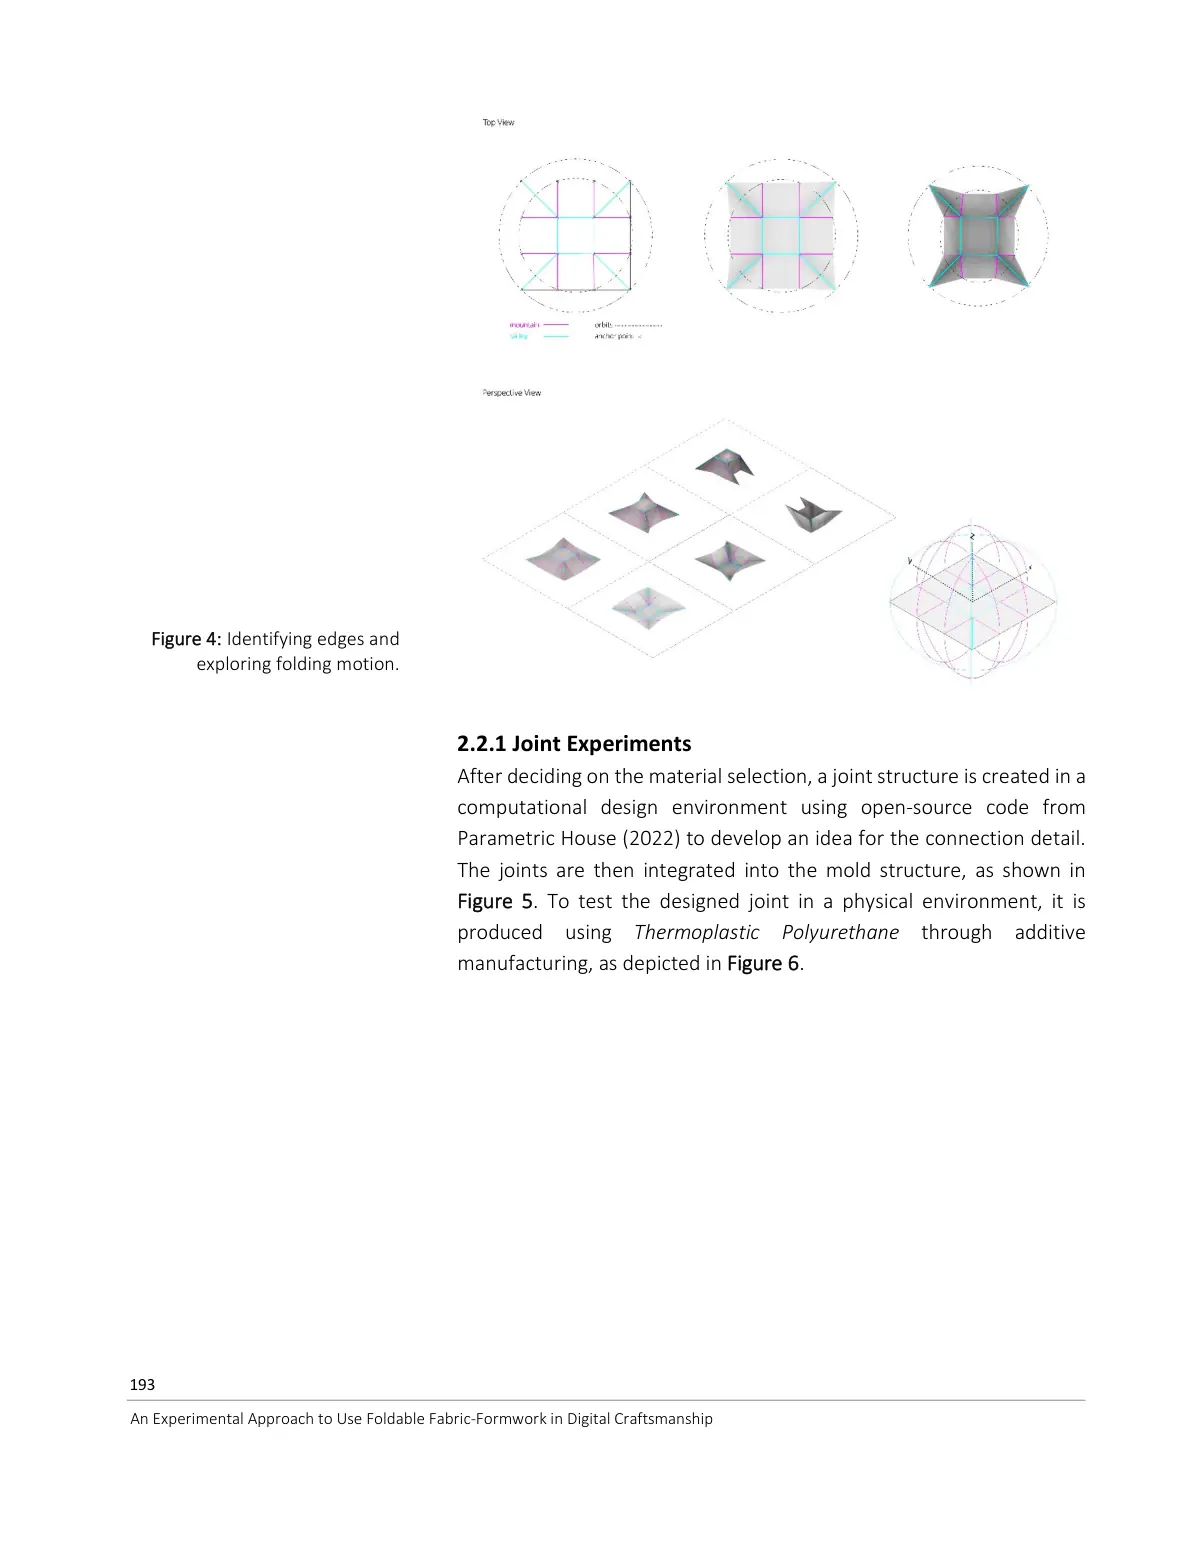 Top View
mountain
valley
orbits
anchor point
Perspective View
z
y
Figure 4: Identifying edges and
exploring folding motion.
2.2.1 Joint Experiments
After deciding on the material selection, a joint structure is created in a
computational design environment using open-source code from
Parametric House (2022) to develop an idea for the connection detail.
The joints are then integrated into the mold structure, as shown in
Figure 5. To test the designed joint in a physical environment, it is
produced using Thermoplastic Polyurethane through additive
manufacturing, as depicted in Figure 6.
193
An Experimental Approach to Use Foldable Fabric-Formwork in Digital Craftsmanship